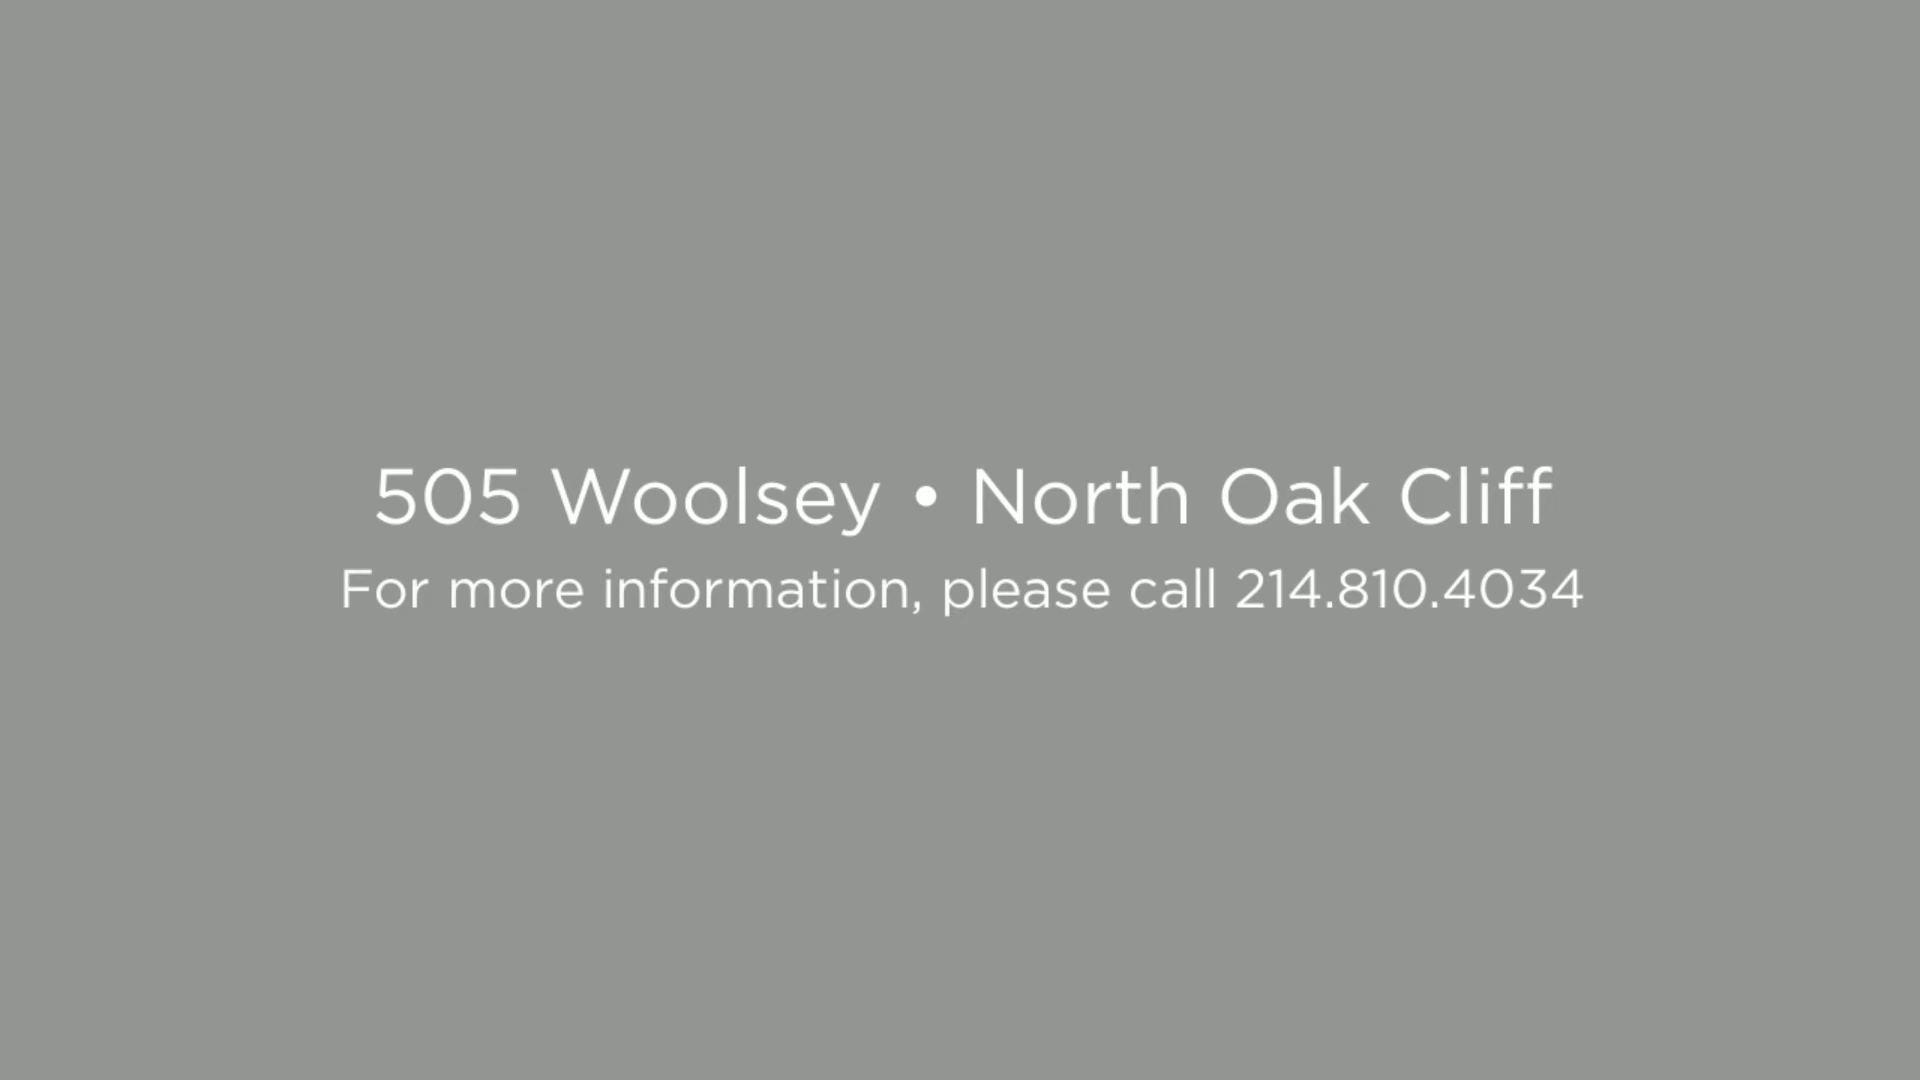 505 Woolsey • North Oak Cliff
For more information, please call 214.810.4034